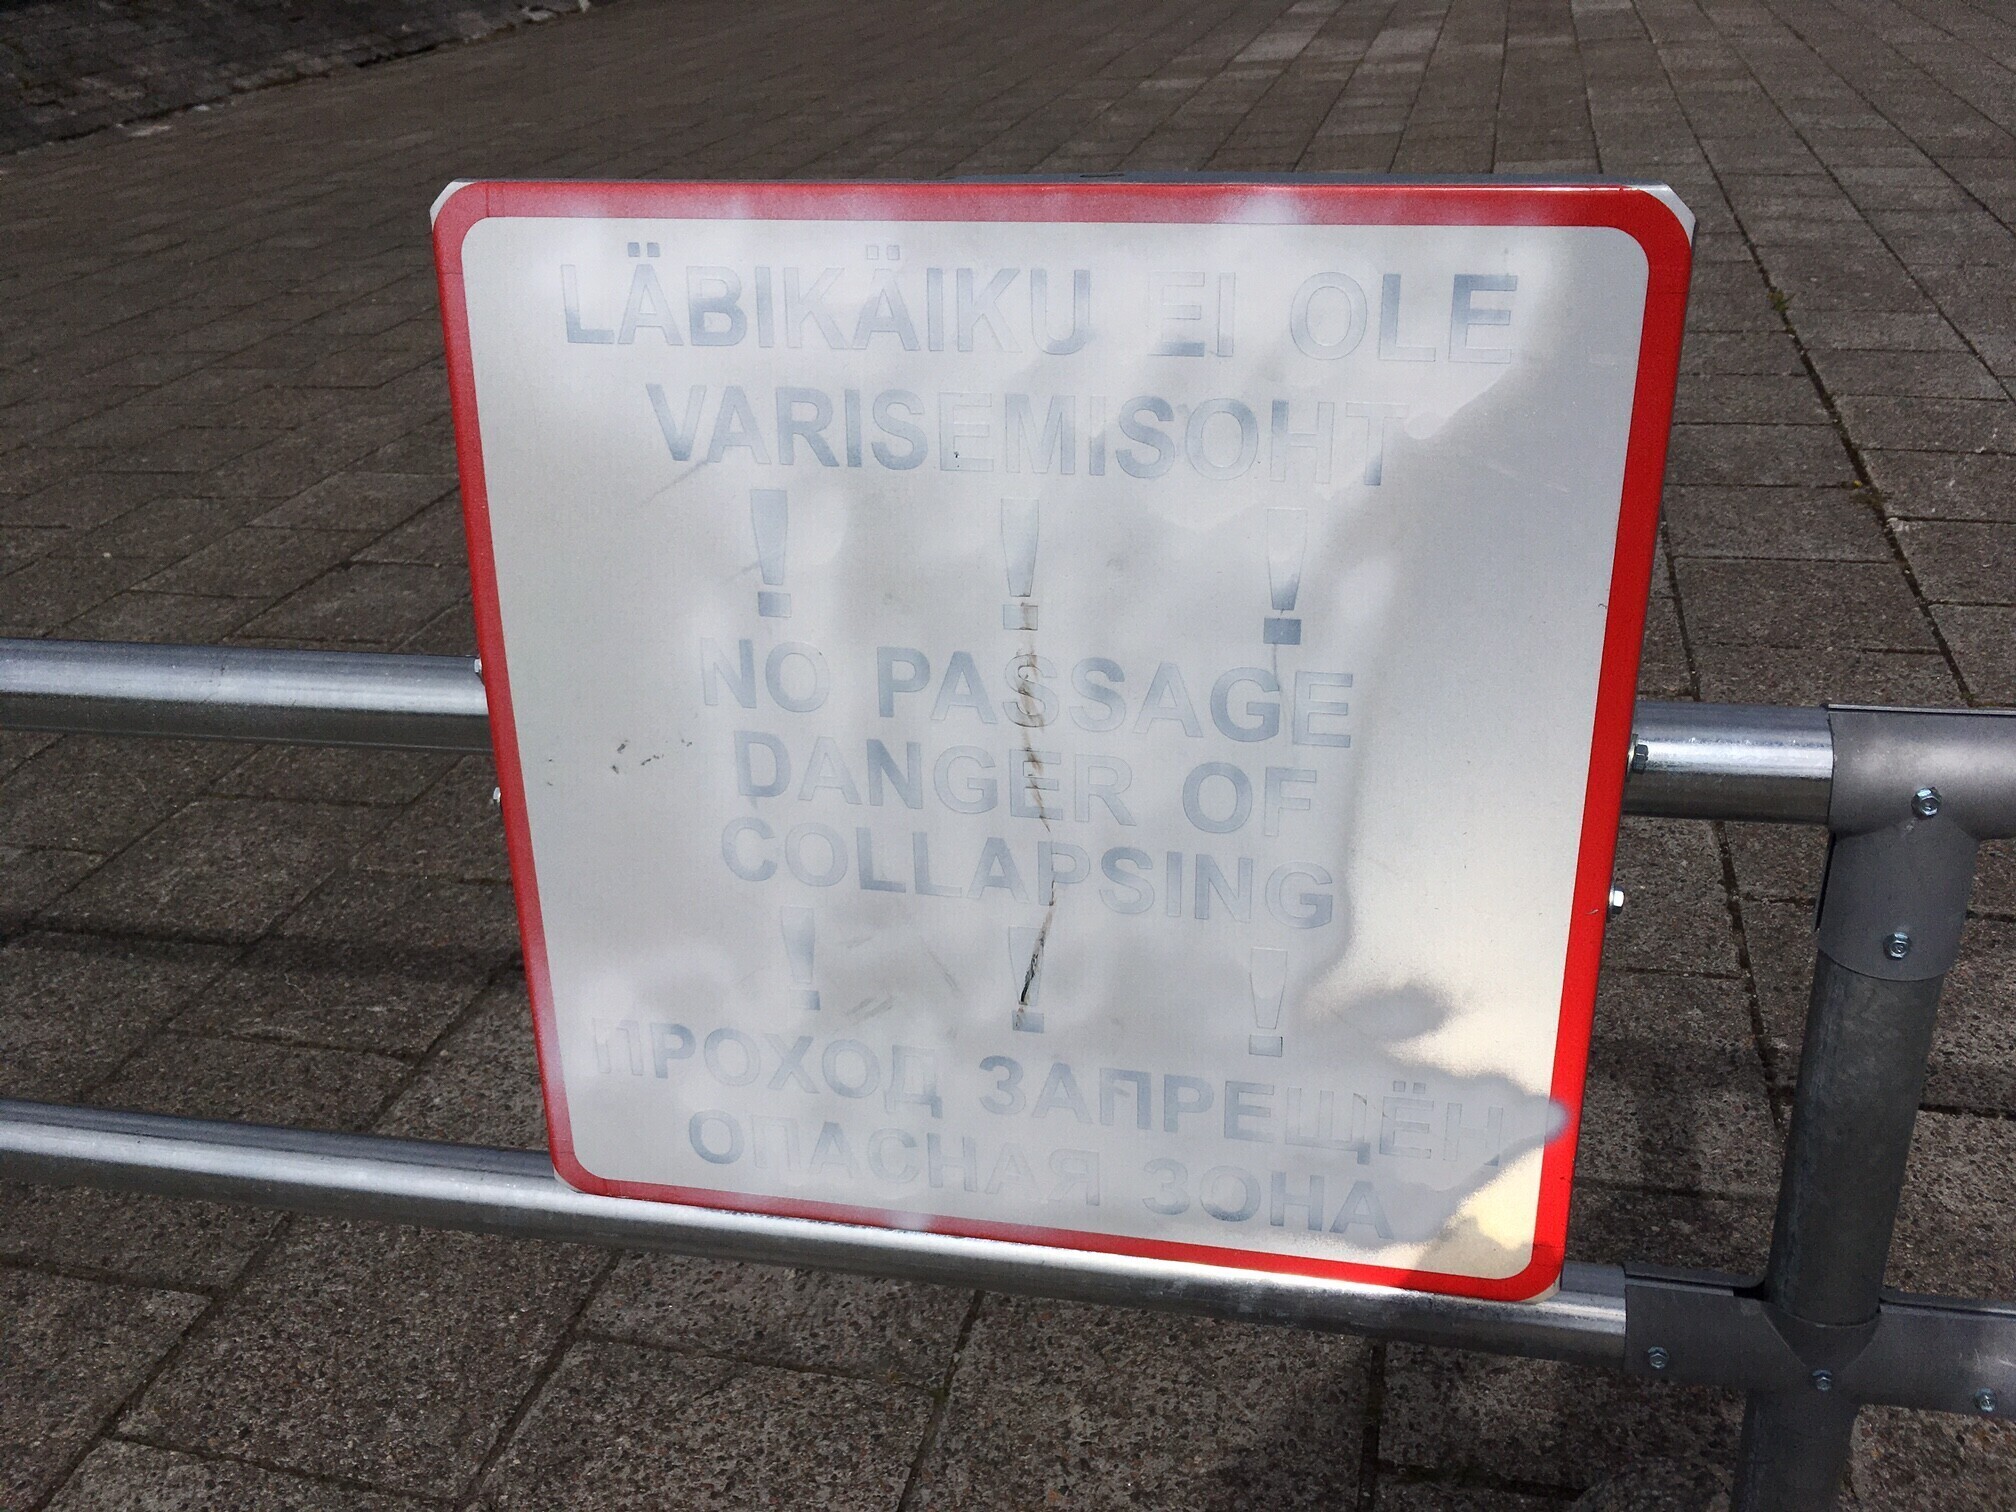 LÄBIKÄIKU EI OLE
VARISEMISOHT
! ! !
NO PASSAGE
DANGER OF
COLLAPSING
! ! !
ПРОХОД ЗАПРЕЩЁН
ОПАСНАЯ ЗОНА